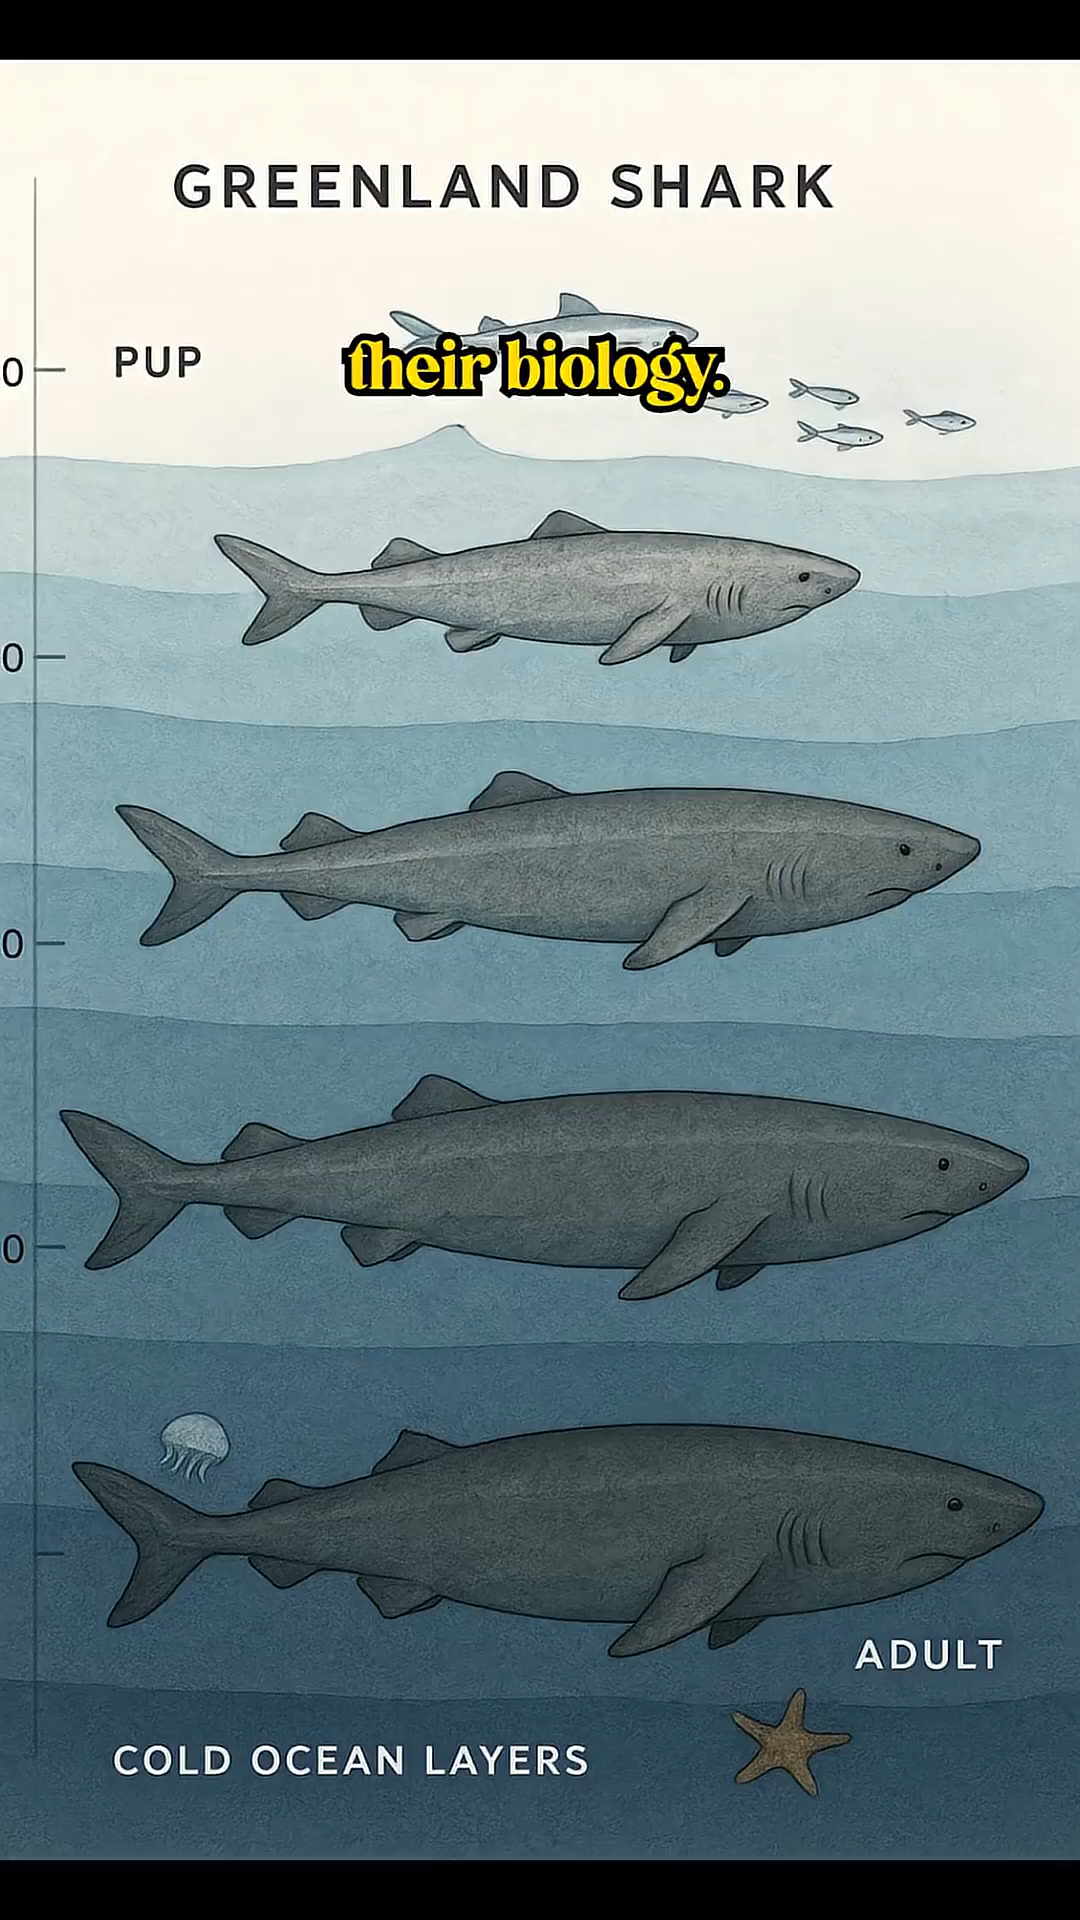 GREENLAND SHARK
PUP
their biology.
0
0
0
0
ADULT
COLD OCEAN LAYERS